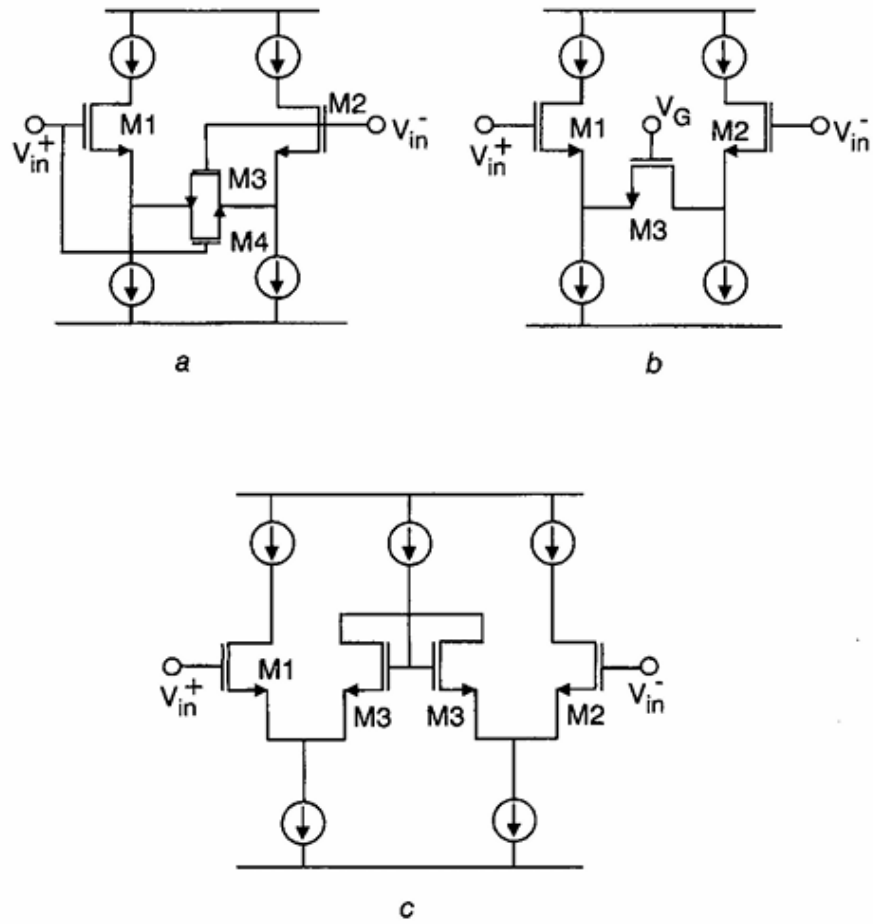 M1
M2
V_in^+
V_in^-
M3
M4
a
M1
V_G
M2
V_in^+
V_in^-
M3
b
M1
V_in^+
M3
M3
M2
V_in^-
c